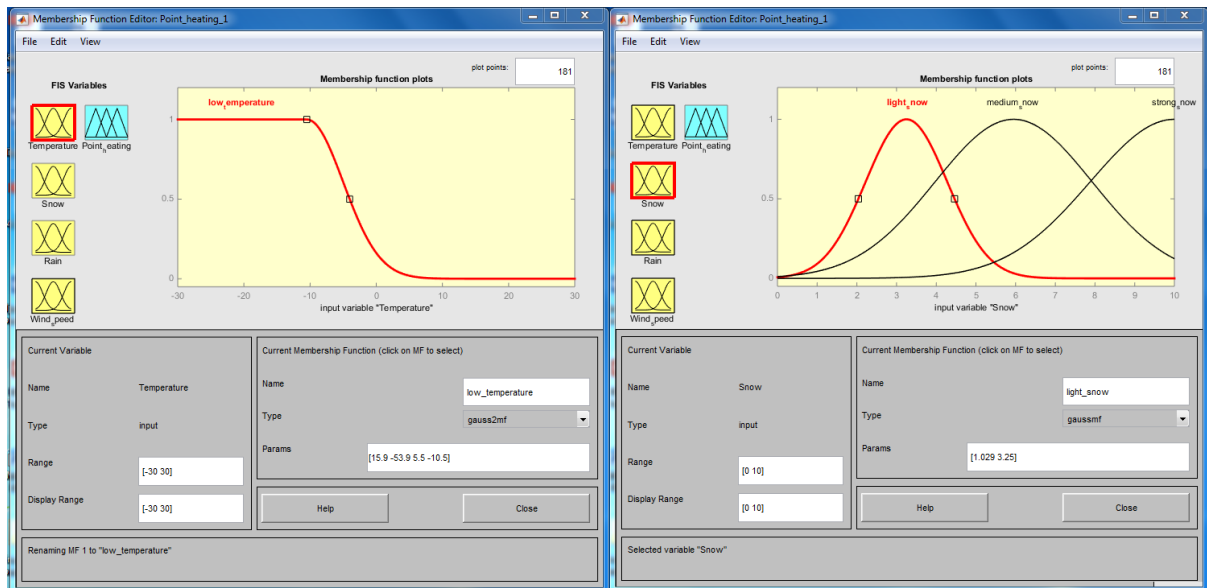 Membership Function Editor: Point_heating_1
File Edit View
FIS Variables
Membership function plots
plot points:
181
low_temperature
Temperature Point_heating
Snow
Rain
Wind_speed
1
0.5
0
-30 -20 -10 0 10 20 30
input variable "Temperature"
Current Variable
Name Temperature
Type input
Range [-30 30]
Display Range [-30 30]
Current Membership Function (click on MF to select)
Name low_temperature
Type gauss2mf
Params [15.9 -53.9 5.5 -10.5]
Help Close
Renaming MF 1 to "low_temperature"
Membership Function Editor: Point_heating_1
File Edit View
FIS Variables
Membership function plots
plot points:
181
light_snow medium_snow strong_snow
Temperature Point_heating
Snow
Rain
Wind_speed
1
0.5
0
0 1 2 3 4 5 6 7 8 9 10
input variable "Snow"
Current Variable
Name Snow
Type input
Range [0 10]
Display Range [0 10]
Current Membership Function (click on MF to select)
Name light_snow
Type gaussmf
Params [1.029 3.25]
Help Close
Selected variable "Snow"